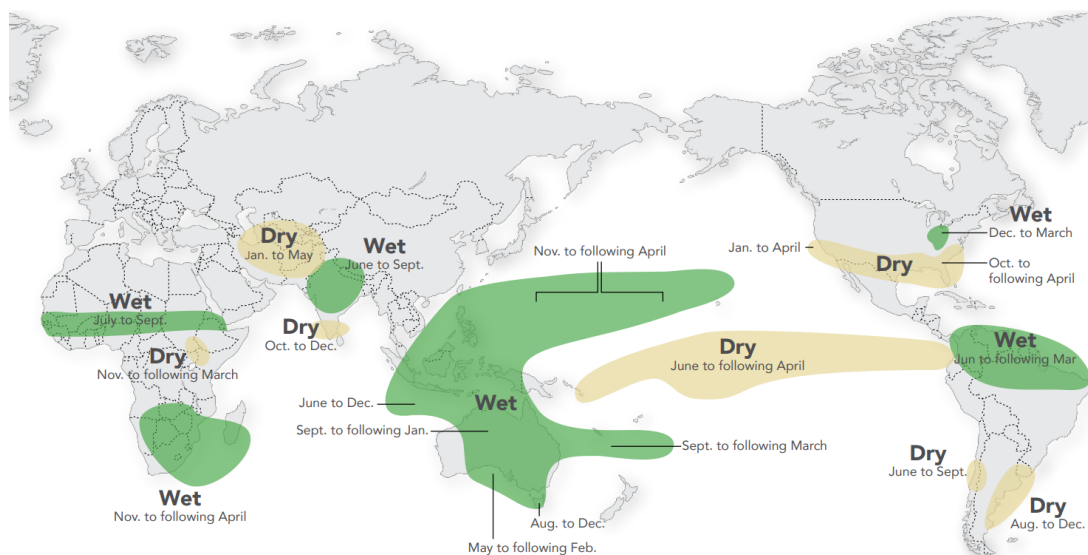 Wet
Dec. to March
Nov. to following April
Jan. to April
Dry
Oct. to
following April
Dry
Jan. to May
Wet
June to Sept.
Wet
July to Sept.
Dry
Oct. to Dec.
Dry
Nov. to following March
Dry
June to following April
Wet
Jun to following Mar
June to Dec.
Wet
Sept. to following Jan.
Sept. to following March
Dry
June to Sept.
Wet
Nov. to following April
Aug. to Dec.
May to following Feb.
Dry
Aug. to Dec.